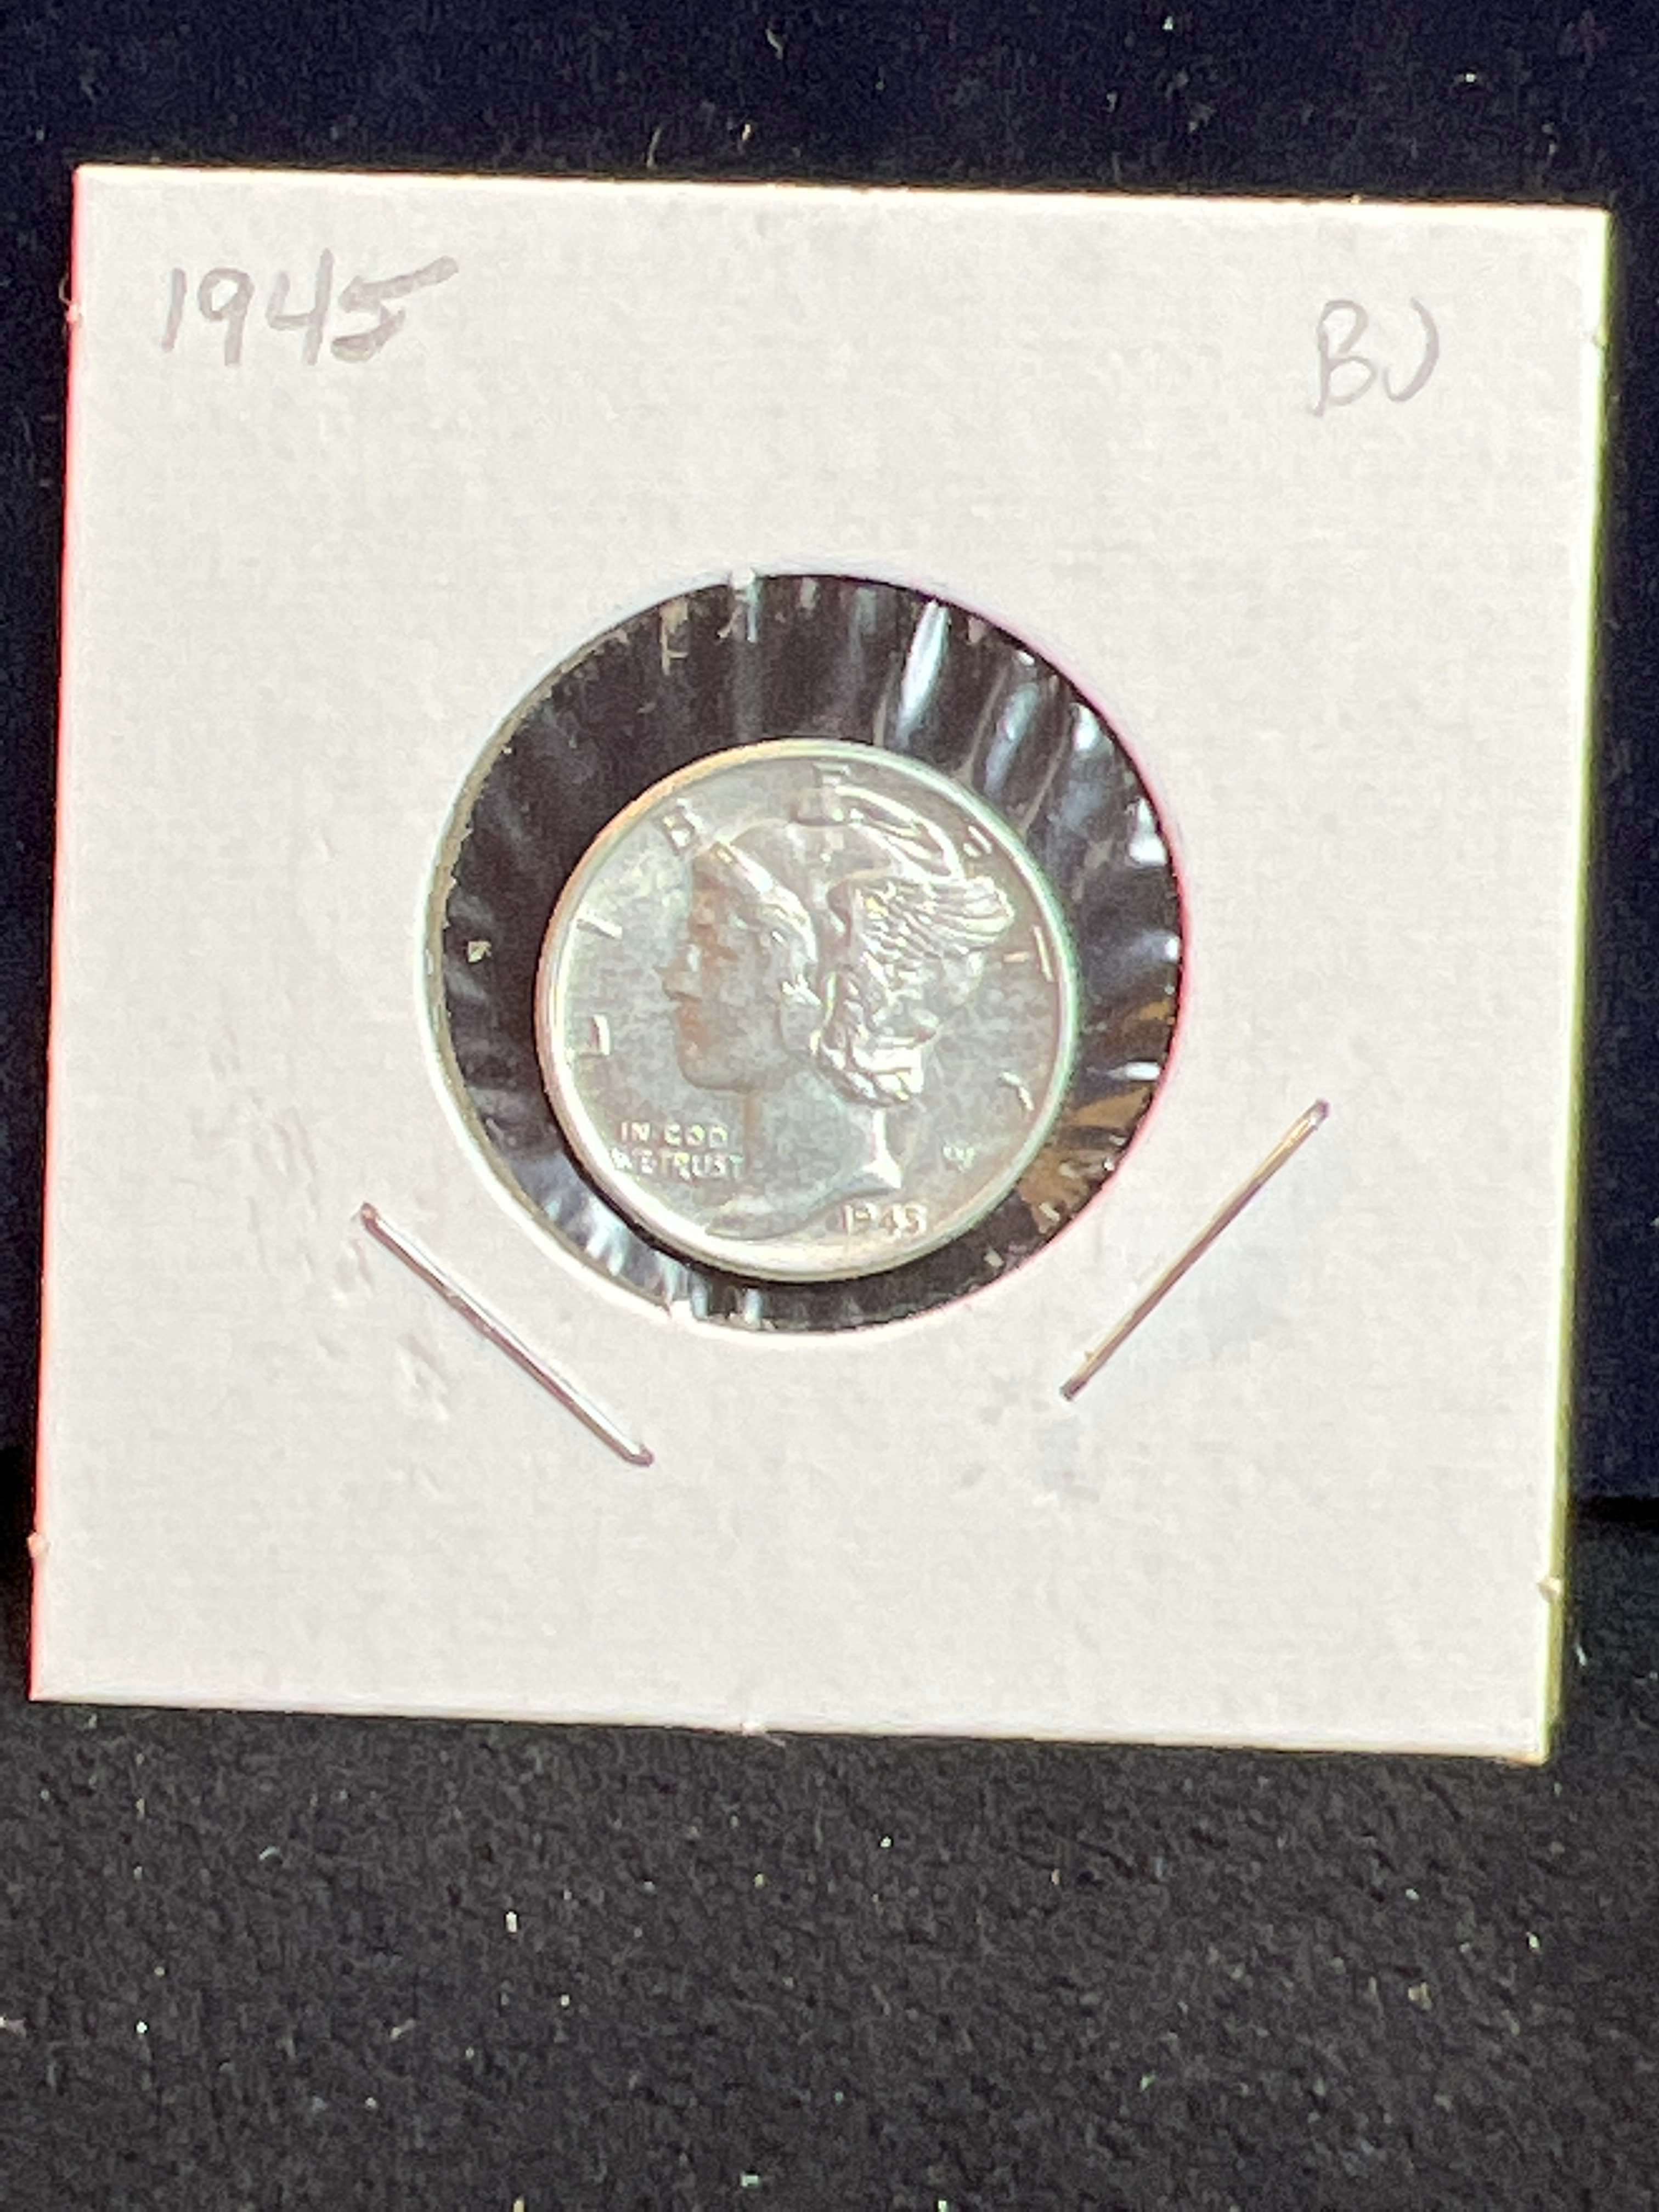 1945 BU
LIBERTY
IN GOD
WE TRUST
1945